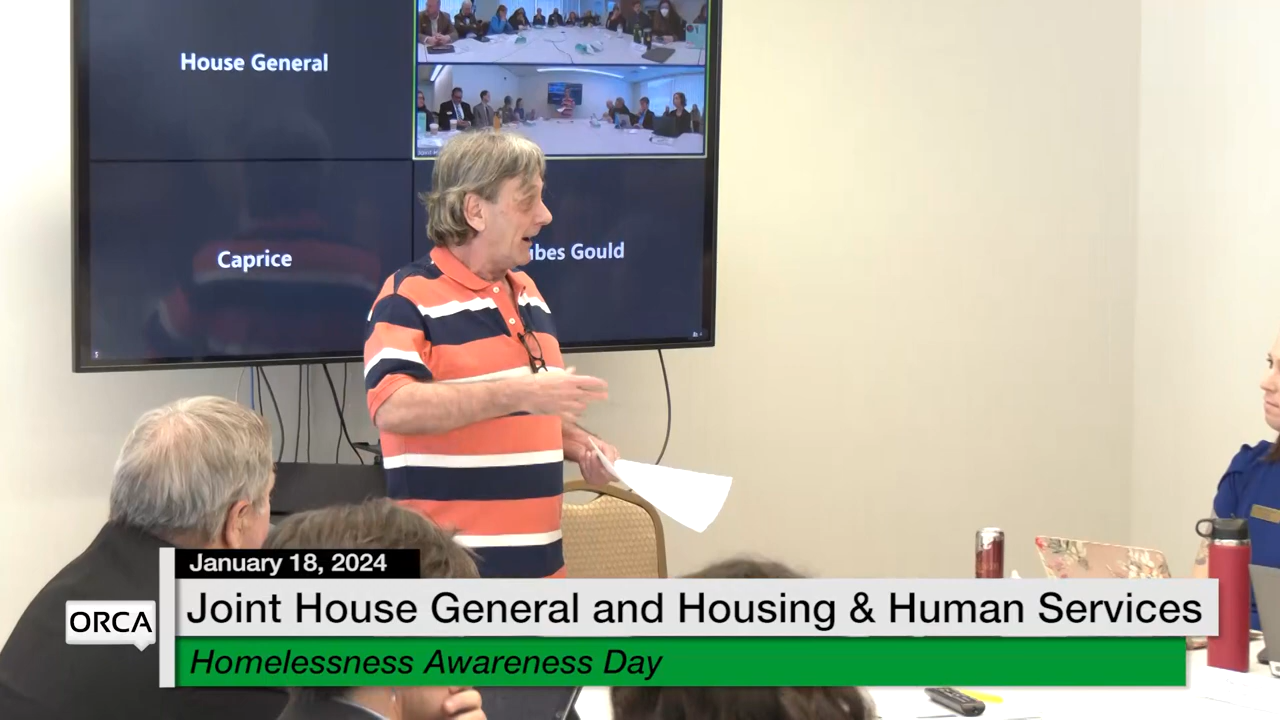 House General
Caprice
ibes Gould
January 18, 2024
ORCA
Joint House General and Housing & Human Services
Homelessness Awareness Day